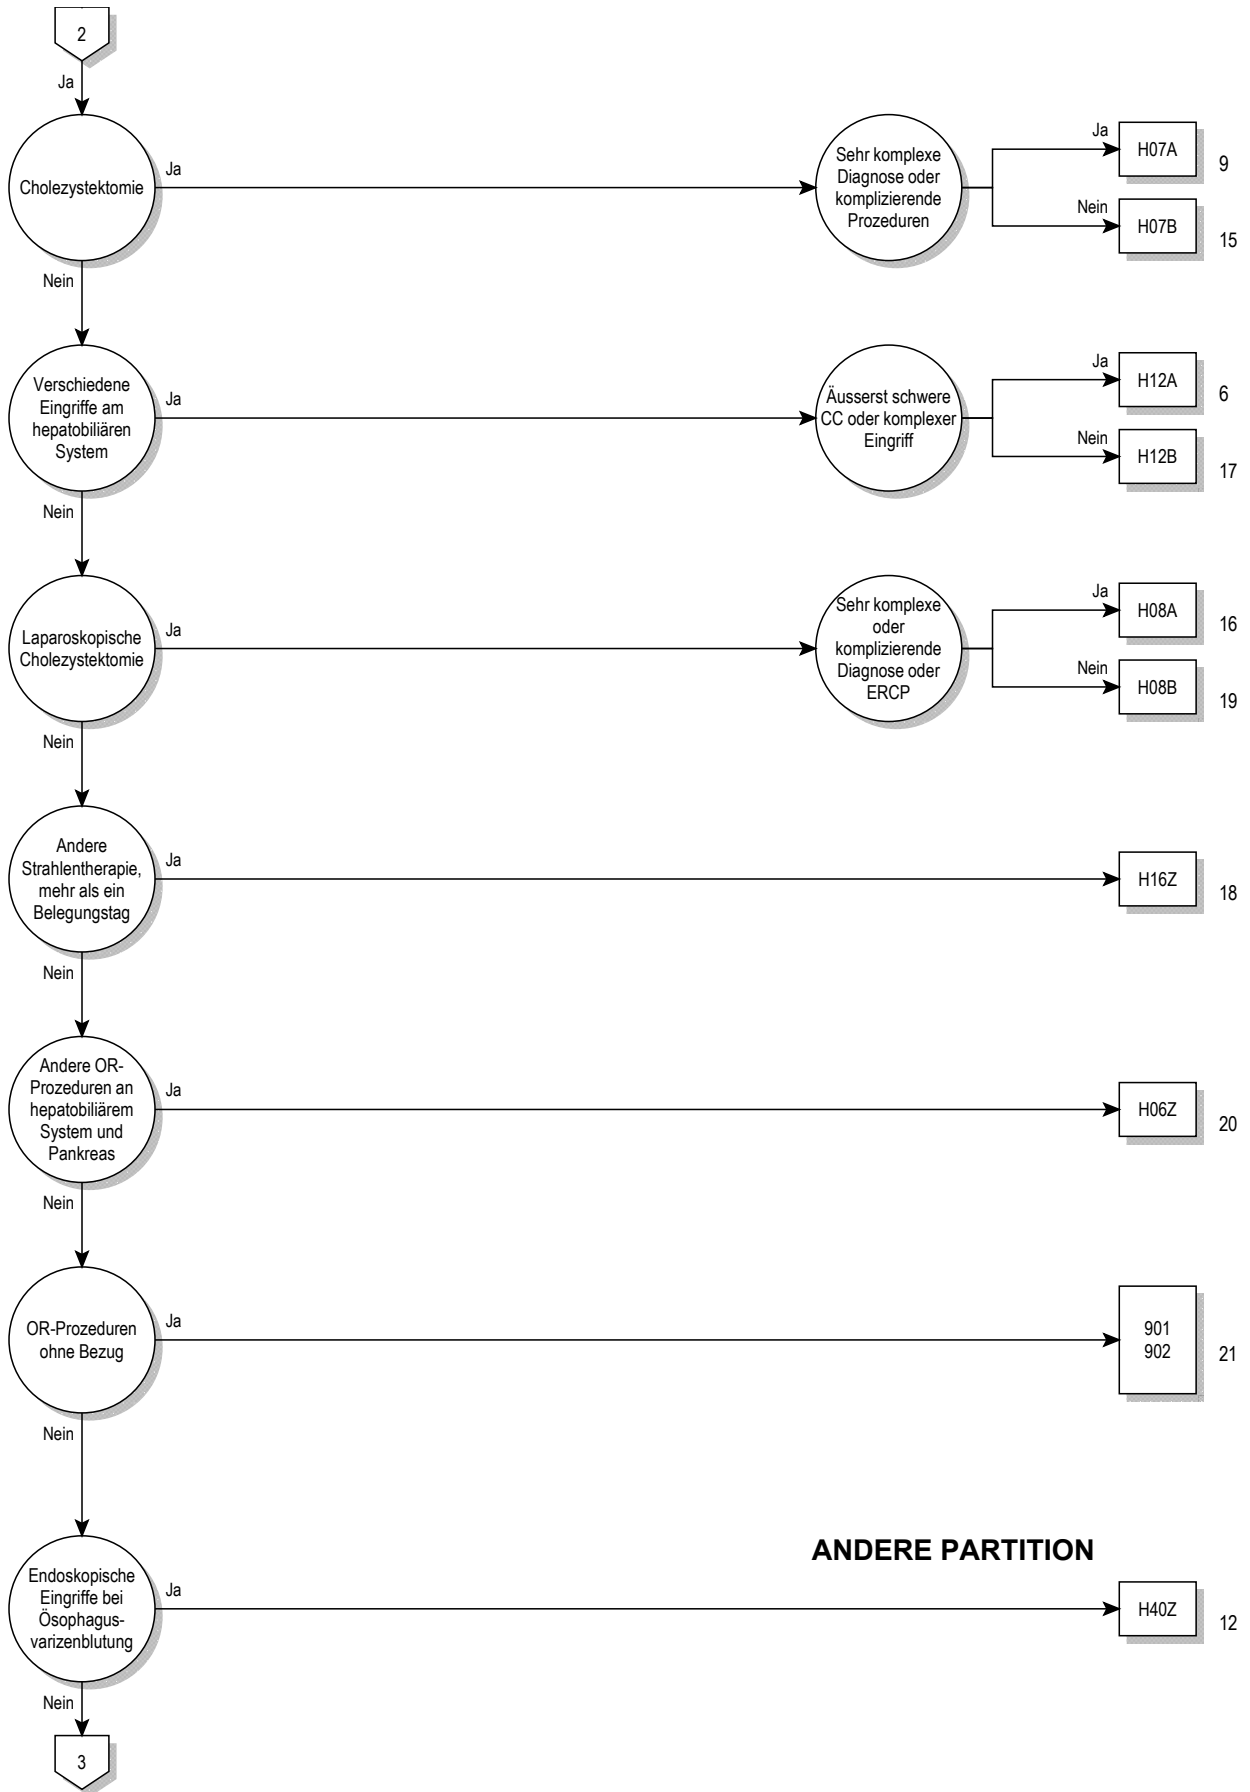 2
Ja
Cholezystektomie
Ja
Sehr komplexe
Diagnose oder
komplizierende
Prozeduren
Ja
H07A
9
Nein
H07B
15
Nein
Verschiedene
Eingriffe am
hepatobiliären
System
Ja
Äusserst schwere
CC oder komplexer
Eingriff
Ja
H12A
6
Nein
H12B
17
Nein
Laparoskopische
Cholezystektomie
Ja
Sehr komplexe
oder
komplizierende
Diagnose oder
ERCP
Ja
H08A
16
Nein
H08B
19
Nein
Andere
Strahlentherapie,
mehr als ein
Belegungstag
Ja
H16Z
18
Nein
Andere OR-
Prozeduren an
hepatobiliärem
System und
Pankreas
Ja
H06Z
20
Nein
OR-Prozeduren
ohne Bezug
Ja
901
902
21
Nein
ANDERE PARTITION
Endoskopische
Eingriffe bei
Ösophagus-
varizenblutung
Ja
H40Z
12
Nein
3